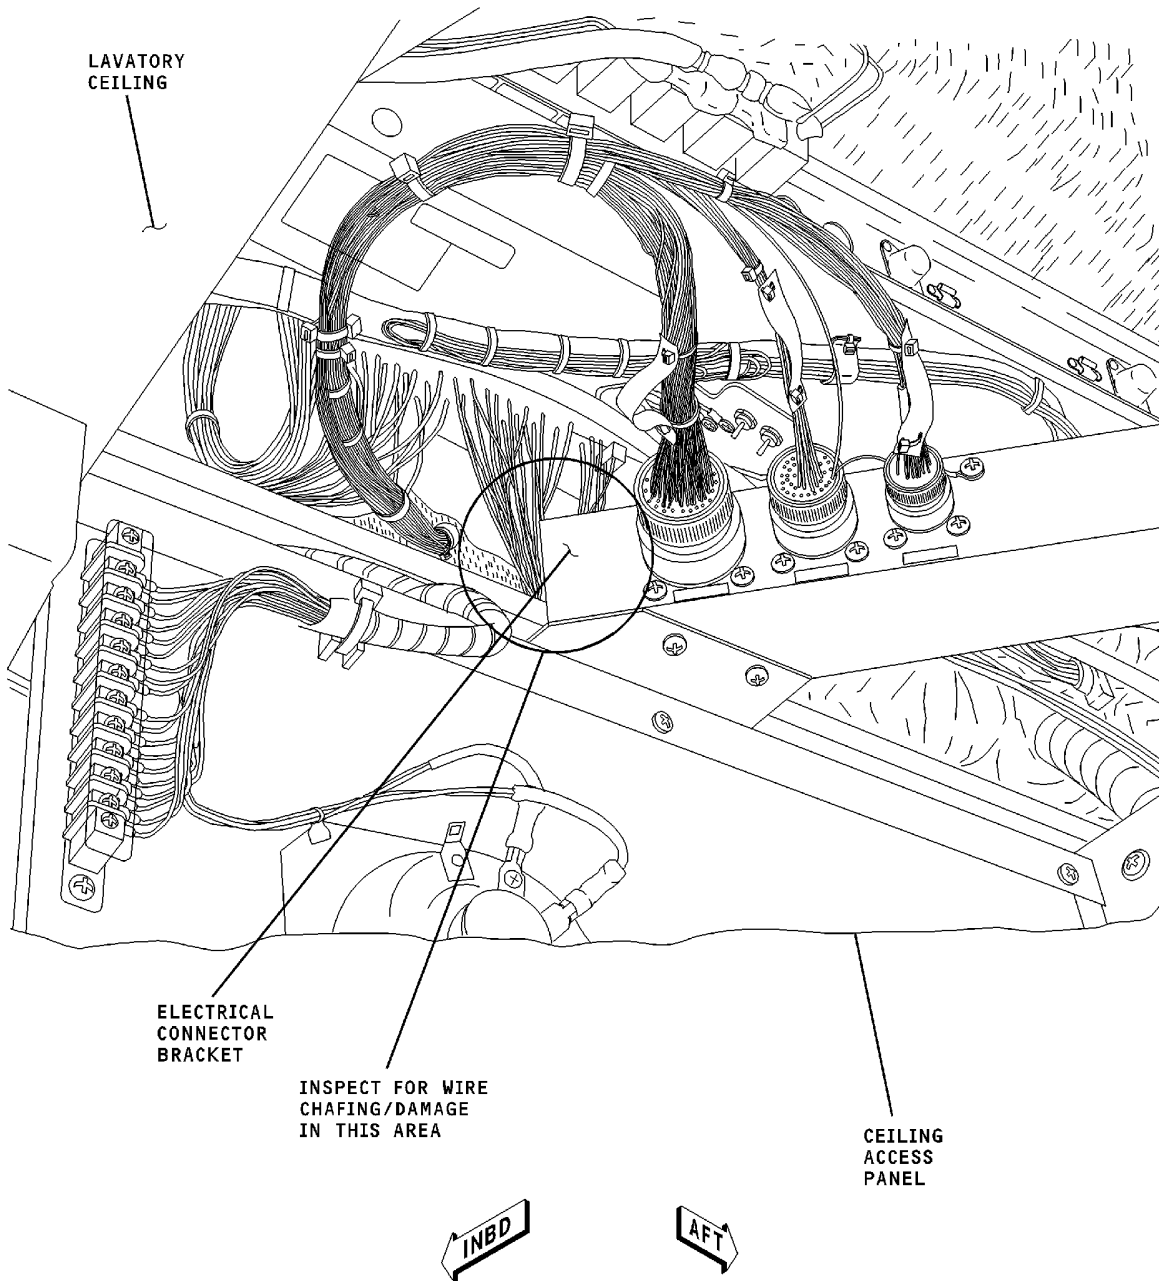 LAVATORY
CEILING
ELECTRICAL
CONNECTOR
BRACKET
INSPECT FOR WIRE
CHAFING/DAMAGE
IN THIS AREA
CEILING
ACCESS
PANEL
INBD
AFT